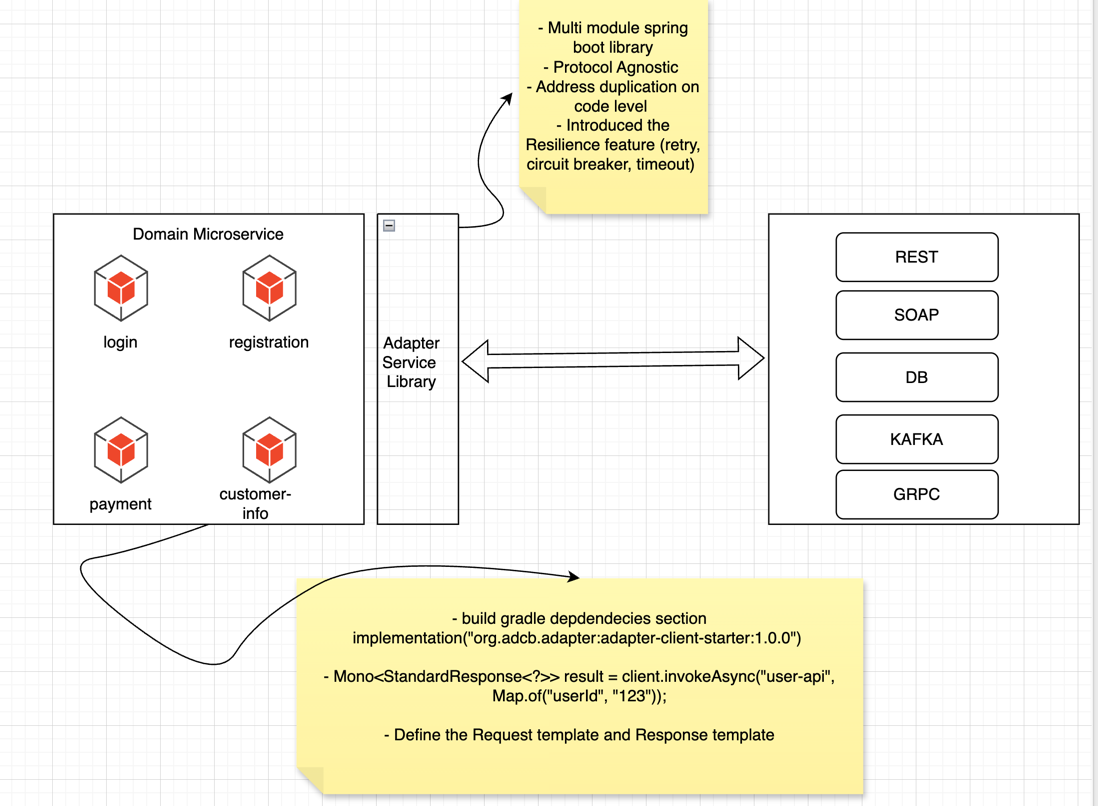 - Multi module spring
boot library
- Protocol Agnostic
- Address duplication on
code level
- Introduced the
Resilience feature (retry,
circuit breaker, timeout)
Domain Microservice
login
registration
payment
customer-
info
Adapter
Service
Library
REST
SOAP
DB
KAFKA
GRPC
- build gradle depdendecies section
implementation("org.adcb.adapter:adapter-client-starter:1.0.0")
- Mono<StandardResponse<?>> result = client.invokeAsync("user-api",
Map.of("userId", "123"));
- Define the Request template and Response template